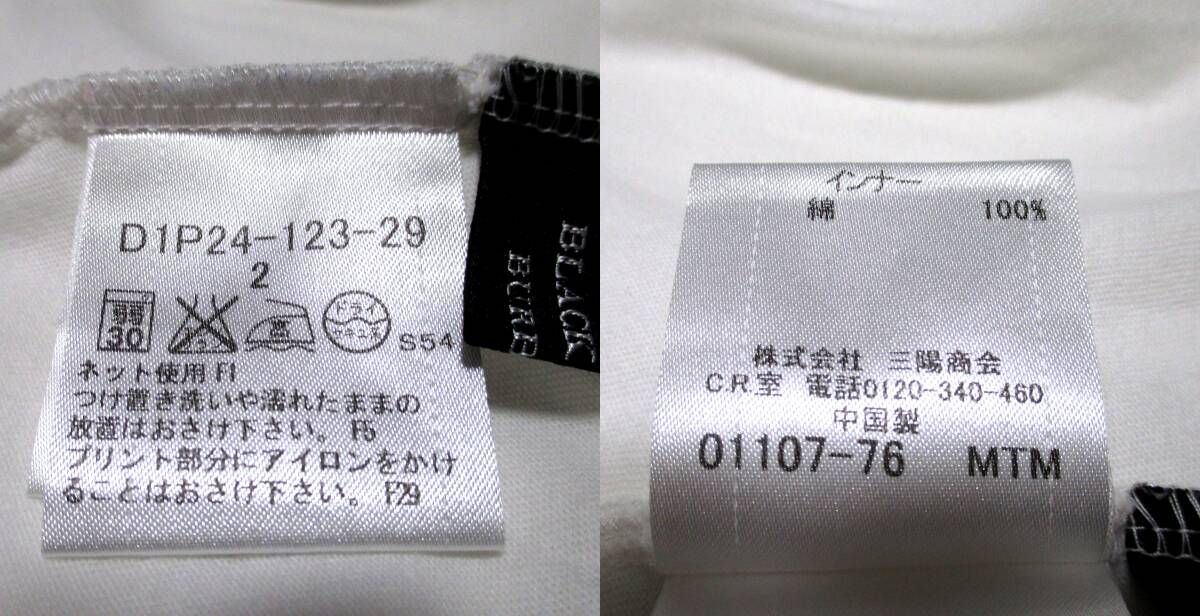 D1P24-123-29
2
弱
30
高
ドライ
S54
ネット使用 F1
つけ置き洗いや濡れたままの
放置はおさけ下さい。 F5
プリント部分にアイロンをかけ
ることはおさけ下さい。 F29
BLACK
BURB
インナー
綿 100%
株式会社 三陽商会
C.R.室 電話0120-340-460
中国製
01107-76 MTM